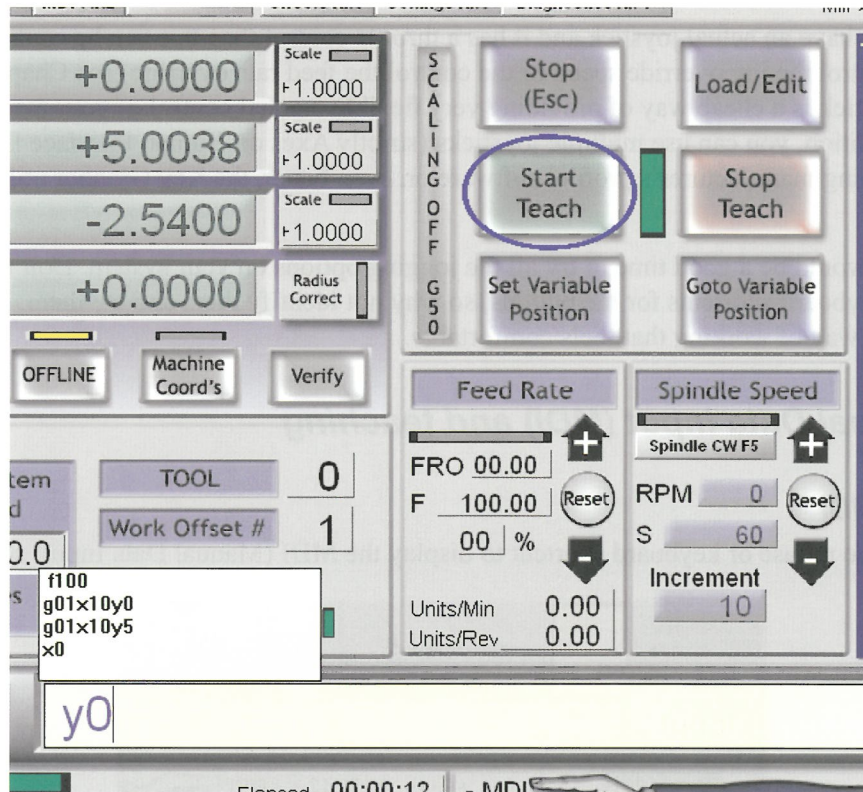 +0.0000
Scale
+1.0000
+5.0038
Scale
+1.0000
-2.5400
Scale
+1.0000
+0.0000
Radius
Correct
OFFLINE
Machine
Coord's
Verify
SCALING OFF G50
Stop
(Esc)
Load/Edit
Start
Teach
Stop
Teach
Set Variable
Position
Goto Variable
Position
TOOL 0
Work Offset # 1
Feed Rate
FRO 00.00
F 100.00
Reset
00 %
Units/Min 0.00
Units/Rev 0.00
Spindle Speed
Spindle CW F5
RPM 0
Reset
S 60
Increment
10
f100
g01x10y0
g01x10y5
x0
y0
Elapsed 00:00:12
MDI